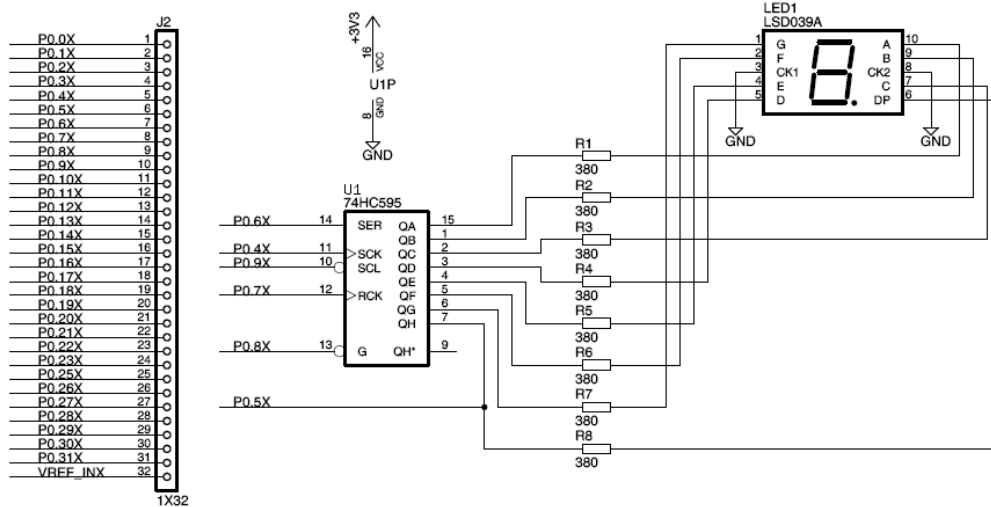 J2
P0.0X 1
P0.1X 2
P0.2X 3
P0.3X 4
P0.4X 5
P0.5X 6
P0.6X 7
P0.7X 8
P0.8X 9
P0.9X 10
P0.10X 11
P0.11X 12
P0.12X 13
P0.13X 14
P0.14X 15
P0.15X 16
P0.16X 17
P0.17X 18
P0.18X 19
P0.19X 20
P0.20X 21
P0.21X 22
P0.22X 23
P0.23X 24
P0.25X 25
P0.26X 26
P0.27X 27
P0.28X 28
P0.29X 29
P0.30X 30
P0.31X 31
VREF_INX 32
1X32
+3V3
16 VCC
U1P
8 GND
GND
U1
74HC595
P0.6X 14 SER QA 15
QB 1
P0.4X 11 SCK QC 2
P0.9X 10 SCL QD 3
QE 4
P0.7X 12 RCK QF 5
QG 6
QH 7
P0.8X 13 G QH* 9
P0.5X
R1
380
R2
380
R3
380
R4
380
R5
380
R6
380
R7
380
R8
380
LED1
LSD039A
1 G A 10
2 F B 9
3 CK1 CK2 8
4 E C 7
5 D DP 6
GND
GND